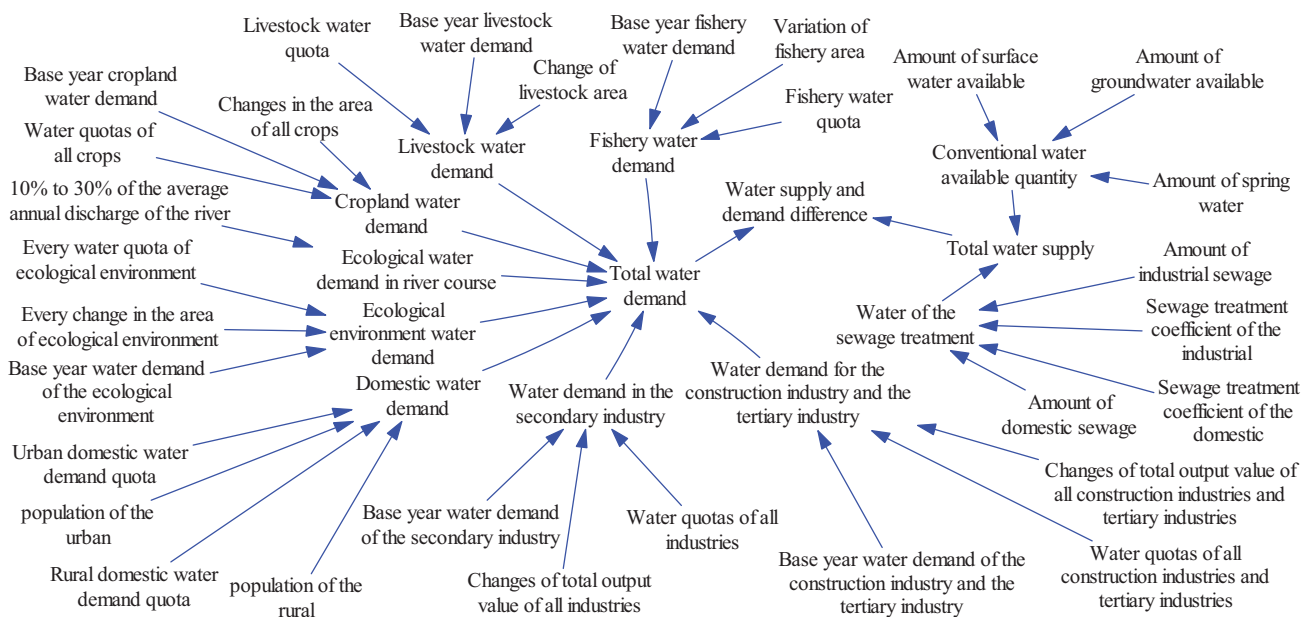 Livestock water
quota
Base year livestock
water demand
Base year fishery
water demand
Variation of
fishery area
Amount of surface
water available
Amount of
groundwater available
Base year cropland
water demand
Changes in the area
of all crops
Change of
livestock area
Fishery water
quota
Water quotas of
all crops
Livestock water
demand
Fishery water
demand
Conventional water
available quantity
10% to 30% of the average
annual discharge of the river
Cropland water
demand
Water supply and
demand difference
Amount of spring
water
Every water quota of
ecological environment
Ecological water
demand in river course
Total water
demand
Total water supply
Amount of
industrial sewage
Every change in the area
of ecological environment
Ecological
environment water
demand
Water of the
sewage treatment
Sewage treatment
coefficient of the
industrial
Base year water demand
of the ecological
environment
Domestic water
demand
Water demand in the
secondary industry
Water demand for the
construction industry and the
tertiary industry
Amount of
domestic sewage
Sewage treatment
coefficient of the
domestic
Urban domestic water
demand quota
population of the
urban
Rural domestic water
demand quota
population of the
rural
Base year water demand
of the secondary industry
Changes of total output
value of all industries
Water quotas of all
industries
Base year water demand of the
construction industry and the
tertiary industry
Changes of total output value of
all construction industries and
tertiary industries
Water quotas of all
construction industries and
tertiary industries